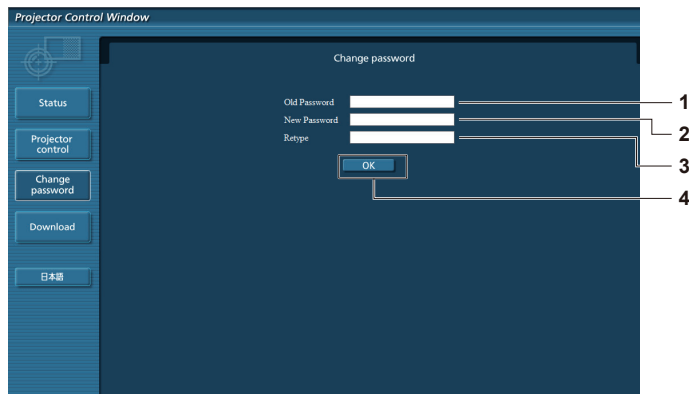 Projector Control Window
Change password
Status
Projector
control
Change
password
Download
日本語
Old Password
New Password
Retype
OK
1
2
3
4